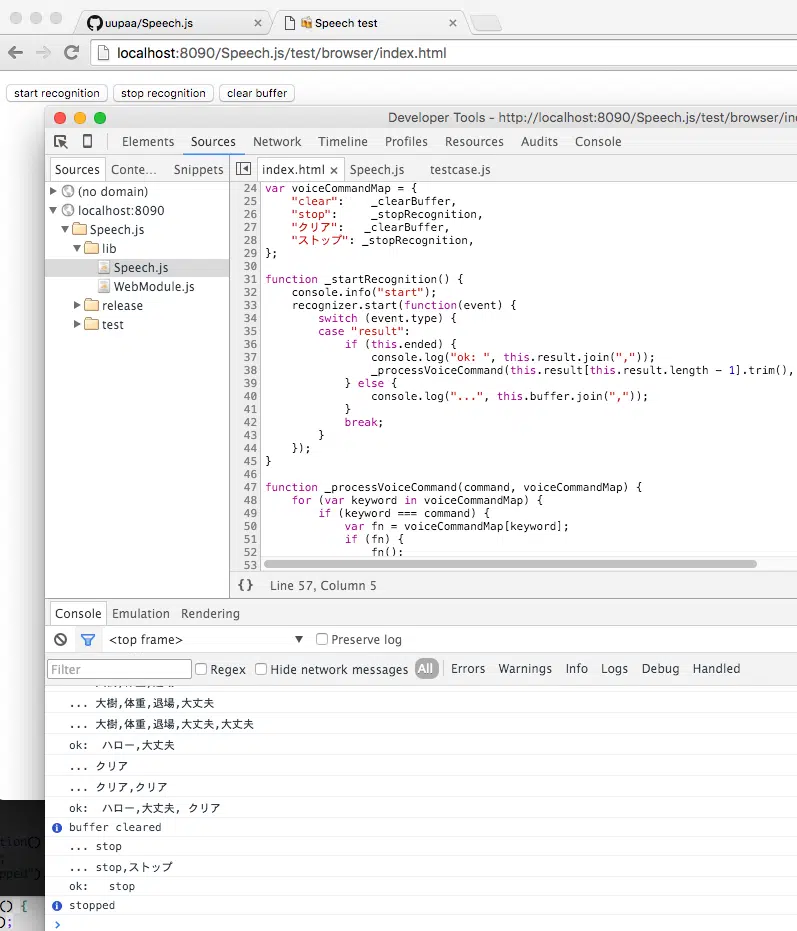 uupaa/Speech.js
Speech test
localhost:8090/Speech.js/test/browser/index.html
start recognition stop recognition clear buffer
Developer Tools - http://localhost:8090/Speech.js/test/browser/inde
Elements Sources Network Timeline Profiles Resources Audits Console
Sources Conte... Snippets
index.html × Speech.js testcase.js
(no domain)
localhost:8090
Speech.js
lib
Speech.js
WebModule.js
release
test
24 var voiceCommandMap = {
25 "clear": _clearBuffer,
26 "stop": _stopRecognition,
27 "クリア": _clearBuffer,
28 "ストップ": _stopRecognition,
29 };
30
31 function _startRecognition() {
32 console.info("start");
33 recognizer.start(function(event) {
34 switch (event.type) {
35 case "result":
36 if (this.ended) {
37 console.log("ok: ", this.result.join(","));
38 _processVoiceCommand(this.result[this.result.length - 1].trim(),
39 } else {
40 console.log("...", this.buffer.join(","));
41 }
42 break;
43 }
44 });
45 }
46
47 function _processVoiceCommand(command, voiceCommandMap) {
48 for (var keyword in voiceCommandMap) {
49 if (keyword === command) {
50 var fn = voiceCommandMap[keyword];
51 if (fn) {
52 fn();
53
{} Line 57, Column 5
Console Emulation Rendering
<top frame> ▼ Preserve log
Filter Regex Hide network messages All Errors Warnings Info Logs Debug Handled
... 大樹,体重,退場,大丈夫
... 大樹,体重,退場,大丈夫,大丈夫
ok: ハロー,大丈夫
... クリア
... クリア,クリア
ok: ハロー,大丈夫, クリア
buffer cleared
... stop
... stop,ストップ
ok: stop
stopped
>
tion()
;
pped")
() {
);